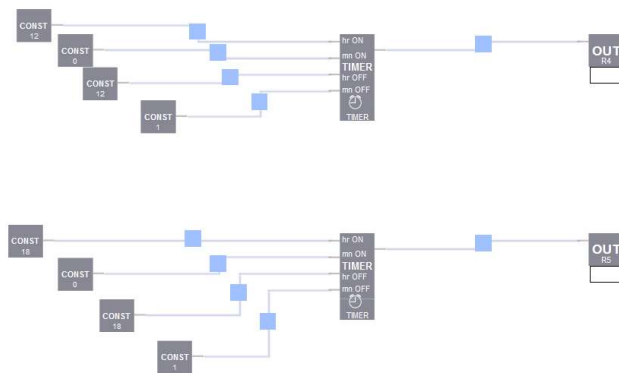 CONST
12
CONST
0
CONST
12
CONST
1
hr ON
mn ON
TIMER
hr OFF
mn OFF
TIMER
OUT
R4
CONST
18
CONST
0
CONST
18
CONST
1
hr ON
mn ON
TIMER
hr OFF
mn OFF
TIMER
OUT
R5